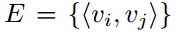 E = {⟨v_i, v_j⟩}